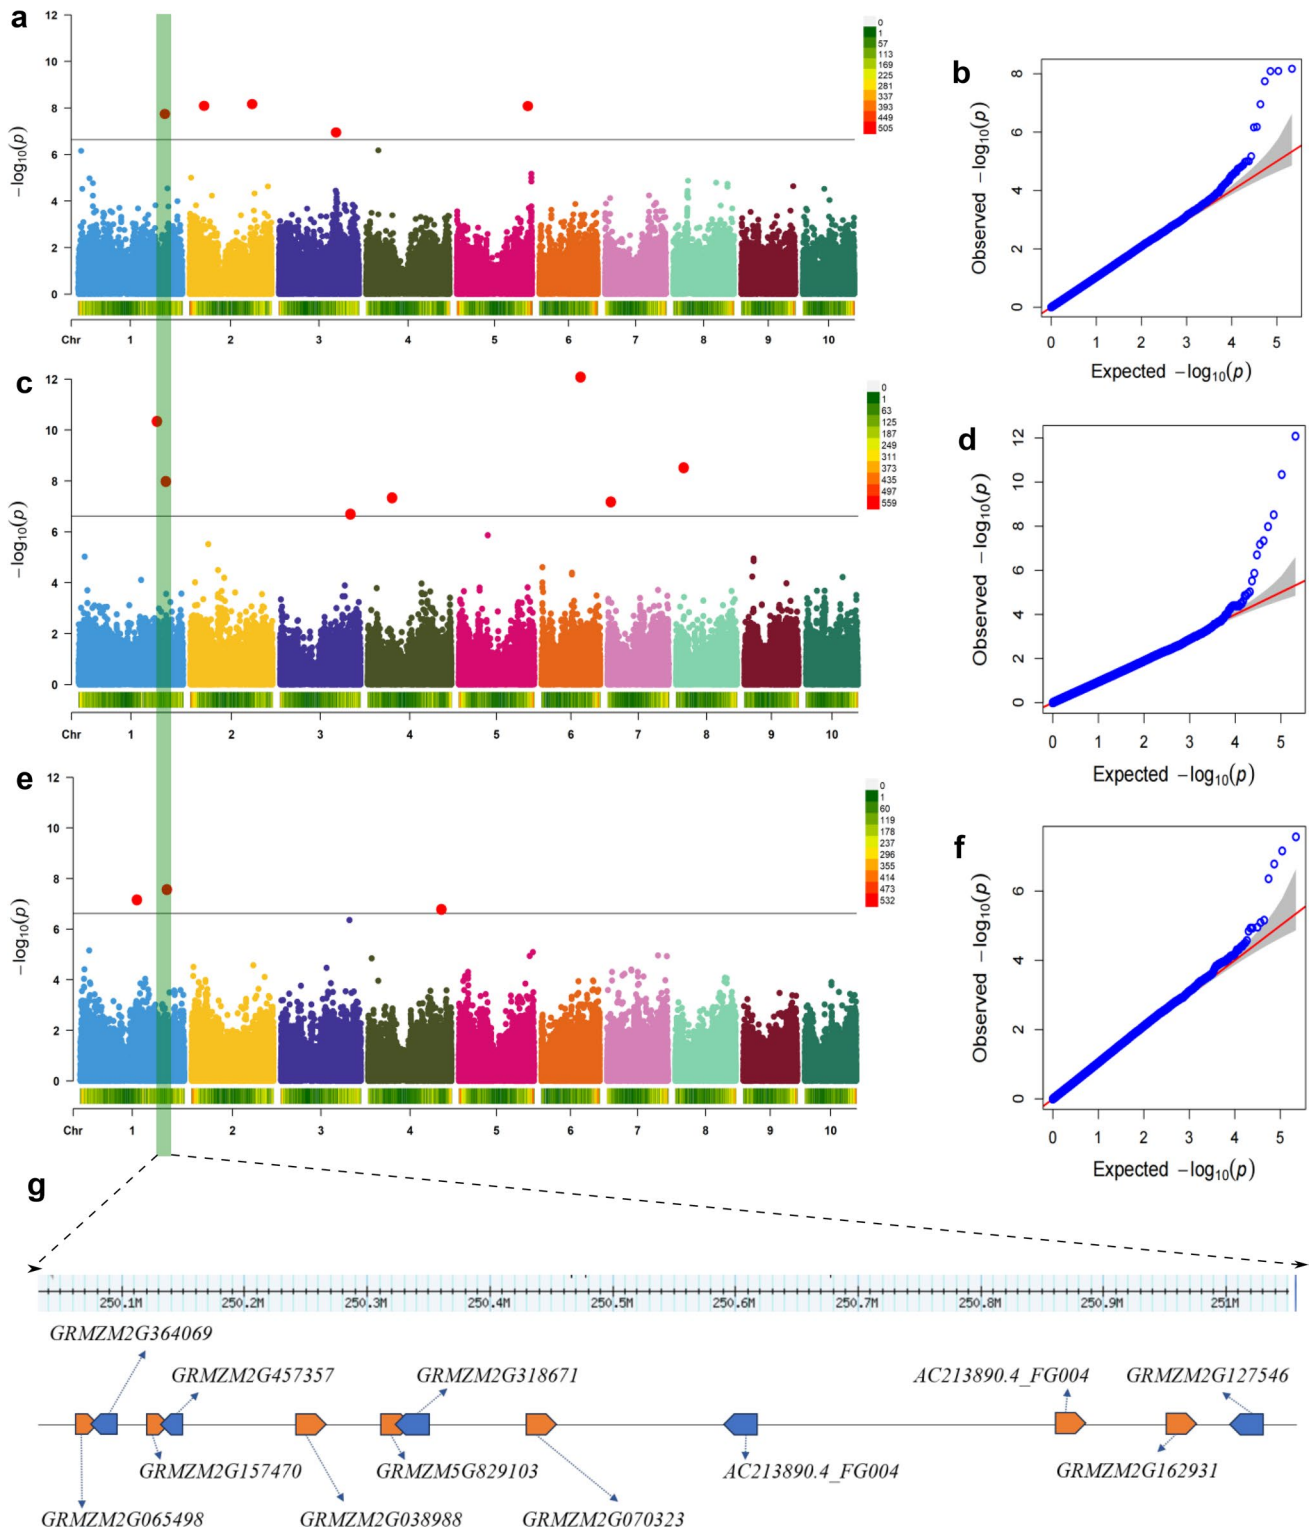 a
12
10
8
6
4
2
0
−log₁₀(p)
0
1
57
113
169
225
281
337
393
449
505
Chr 1 2 3 4 5 6 7 8 9 10
b
8
6
4
2
0
Observed −log₁₀(p)
0 1 2 3 4 5
Expected −log₁₀(p)
c
12
10
8
6
4
2
0
−log₁₀(p)
0
1
63
125
187
249
311
373
435
497
559
Chr 1 2 3 4 5 6 7 8 9 10
d
12
10
8
6
4
2
0
Observed −log₁₀(p)
0 1 2 3 4 5
Expected −log₁₀(p)
e
12
10
8
6
4
2
0
−log₁₀(p)
0
1
60
119
178
237
296
355
414
473
532
Chr 1 2 3 4 5 6 7 8 9 10
f
6
4
2
0
Observed −log₁₀(p)
0 1 2 3 4 5
Expected −log₁₀(p)
g
250.1M 250.2M 250.3M 250.4M 250.5M 250.6M 250.7M 250.8M 250.9M 251M
GRMZM2G364069
GRMZM2G457357 GRMZM2G318671 AC213890.4_FG004 GRMZM2G127546
GRMZM2G157470 GRMZM5G829103 AC213890.4_FG004 GRMZM2G162931
GRMZM2G065498 GRMZM2G038988 GRMZM2G070323